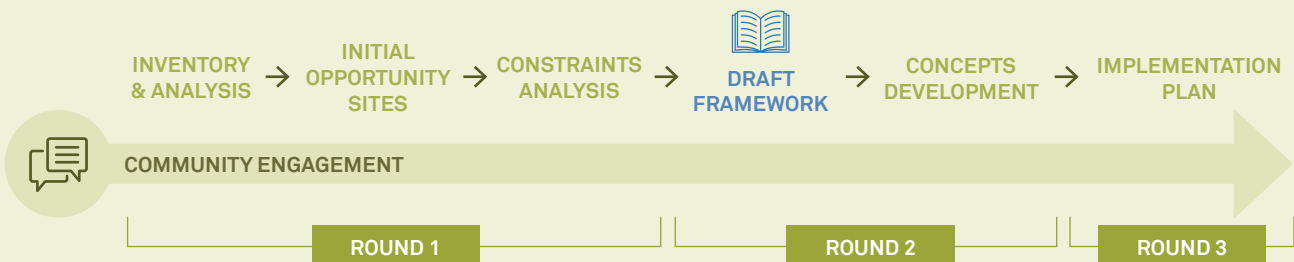 INVENTORY
& ANALYSIS
INITIAL
OPPORTUNITY
SITES
CONSTRAINTS
ANALYSIS
DRAFT
FRAMEWORK
CONCEPTS
DEVELOPMENT
IMPLEMENTATION
PLAN
COMMUNITY ENGAGEMENT
ROUND 1
ROUND 2
ROUND 3